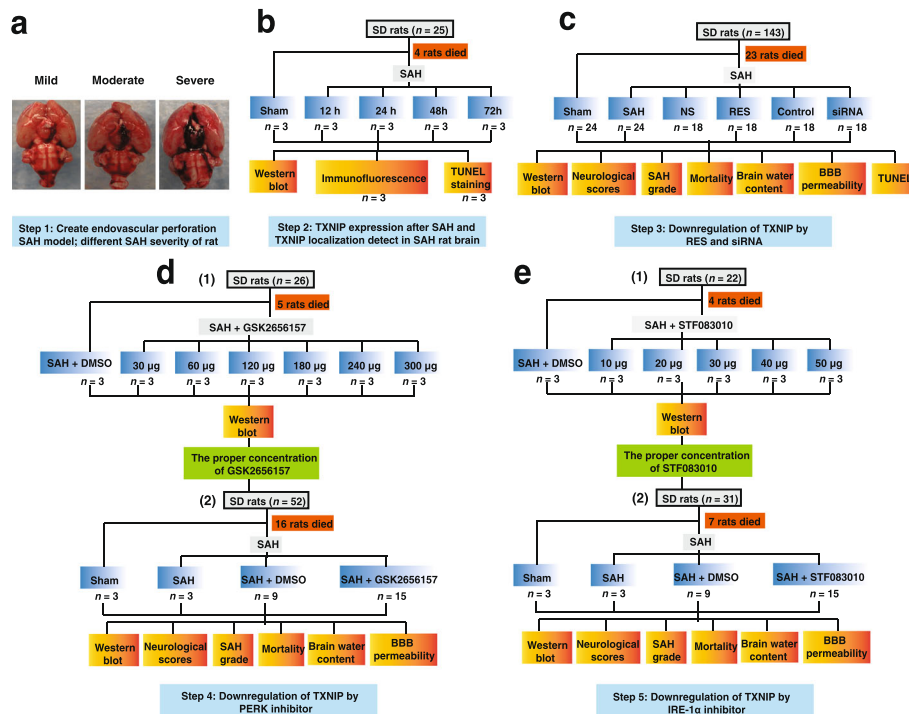 a
Mild Moderate Severe
Step 1: Create endovascular perforation
SAH model; different SAH severity of rat
b
SD rats (n = 25)
4 rats died
SAH
Sham 12 h 24 h 48h 72h
n = 3 n = 3 n = 3 n = 3 n = 3
Western
blot
Immunofluorescence
n = 3
TUNEL
staining
n = 3
Step 2: TXNIP expression after SAH and
TXNIP localization detect in SAH rat brain
c
SD rats (n = 143)
23 rats died
SAH
Sham SAH NS RES Control siRNA
n = 24 n = 24 n = 18 n = 18 n = 18 n = 18
Western
blot
Neurological
scores
SAH
grade
Mortality
Brain water
content
BBB
permeability
TUNEL
Step 3: Downregulation of TXNIP by
RES and siRNA
d
(1) SD rats (n = 26)
5 rats died
SAH + GSK2656157
SAH + DMSO 30 μg 60 μg 120 μg 180 μg 240 μg 300 μg
n = 3 n = 3 n = 3 n = 3 n = 3 n = 3 n = 3
Western
blot
The proper concentration
of GSK2656157
(2) SD rats (n = 52)
16 rats died
SAH
Sham SAH SAH + DMSO SAH + GSK2656157
n = 3 n = 3 n = 9 n = 15
Western
blot
Neurological
scores
SAH
grade
Mortality
Brain water
content
BBB
permeability
Step 4: Downregulation of TXNIP by
PERK inhibitor
e
(1) SD rats (n = 22)
4 rats died
SAH + STF083010
SAH + DMSO 10 μg 20 μg 30 μg 40 μg 50 μg
n = 3 n = 3 n = 3 n = 3 n = 3 n = 3
Western
blot
The proper concentration
of STF083010
(2) SD rats (n = 31)
7 rats died
SAH
Sham SAH SAH + DMSO SAH + STF083010
n = 3 n = 3 n = 9 n = 15
Western
blot
Neurological
scores
SAH
grade
Mortality
Brain water
content
BBB
permeability
Step 5: Downregulation of TXNIP by
IRE-1α inhibitor